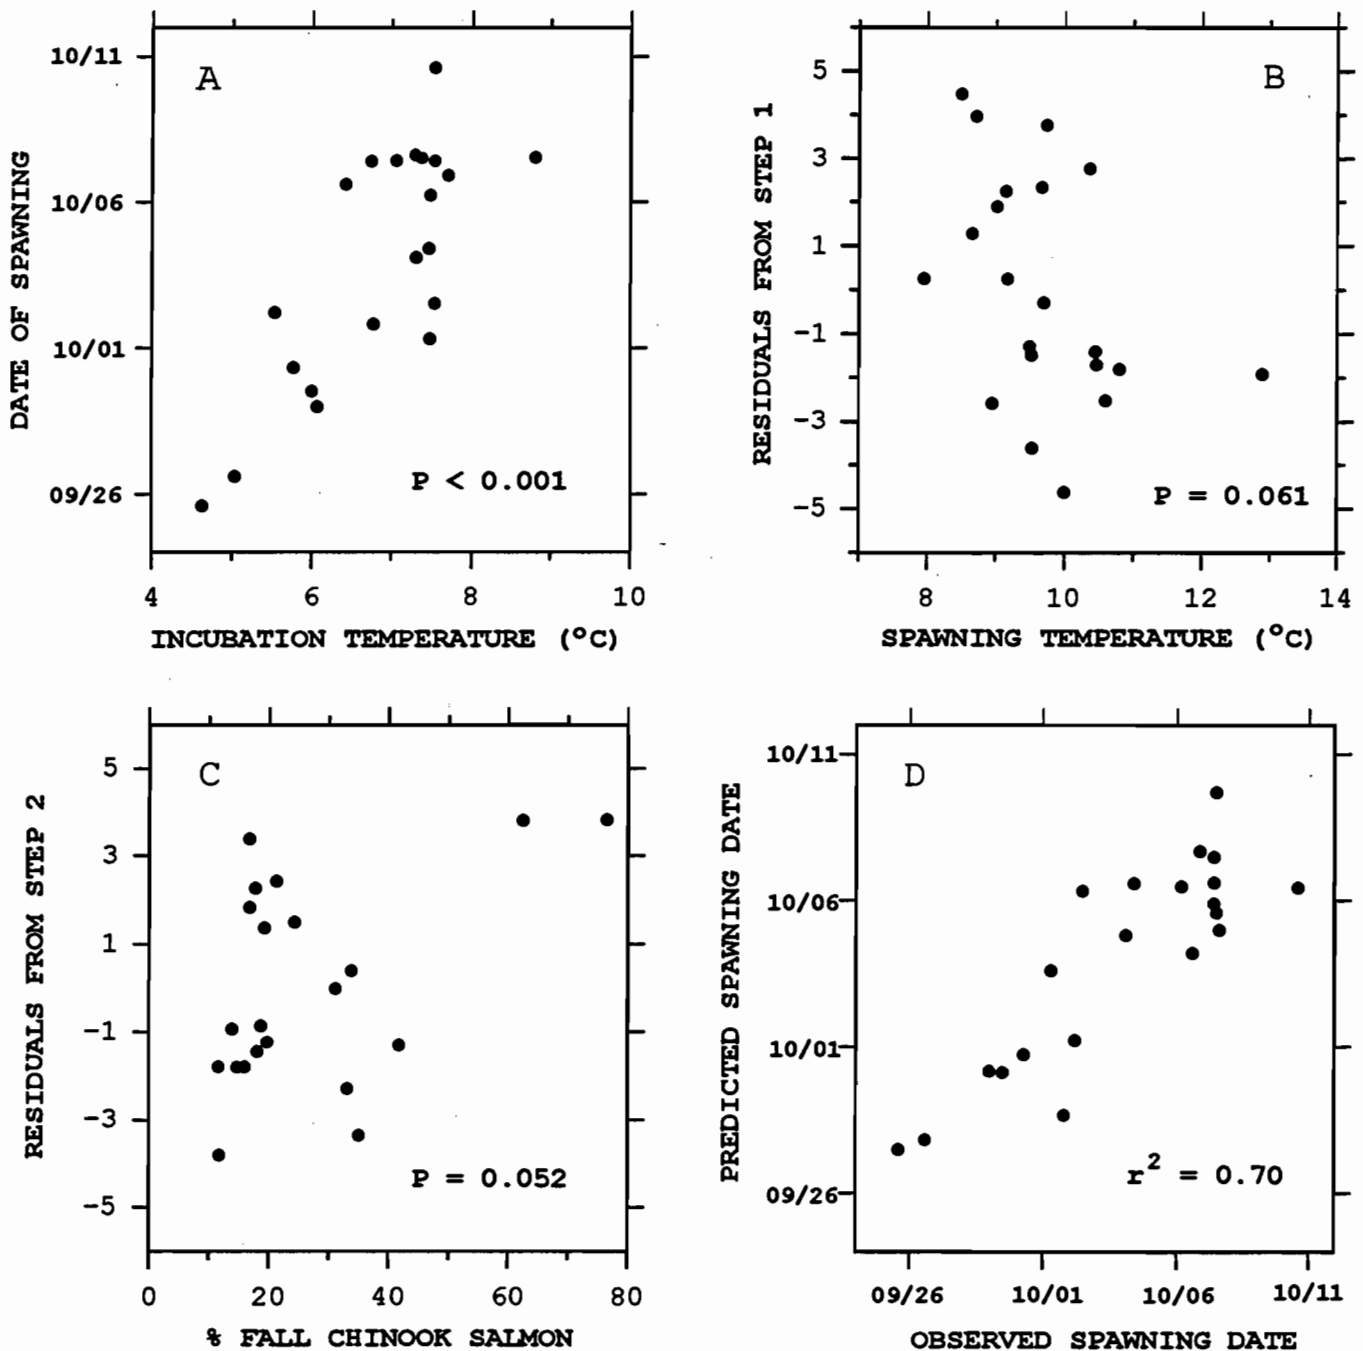 A
DATE OF SPAWNING
10/11
10/06
10/01
09/26
P < 0.001
4 6 8 10
INCUBATION TEMPERATURE (°C)
B
RESIDUALS FROM STEP 1
5
3
1
-1
-3
-5
P = 0.061
8 10 12 14
SPAWNING TEMPERATURE (°C)
C
RESIDUALS FROM STEP 2
5
3
1
-1
-3
-5
P = 0.052
0 20 40 60 80
% FALL CHINOOK SALMON
D
PREDICTED SPAWNING DATE
10/11
10/06
10/01
09/26
r² = 0.70
09/26 10/01 10/06 10/11
OBSERVED SPAWNING DATE